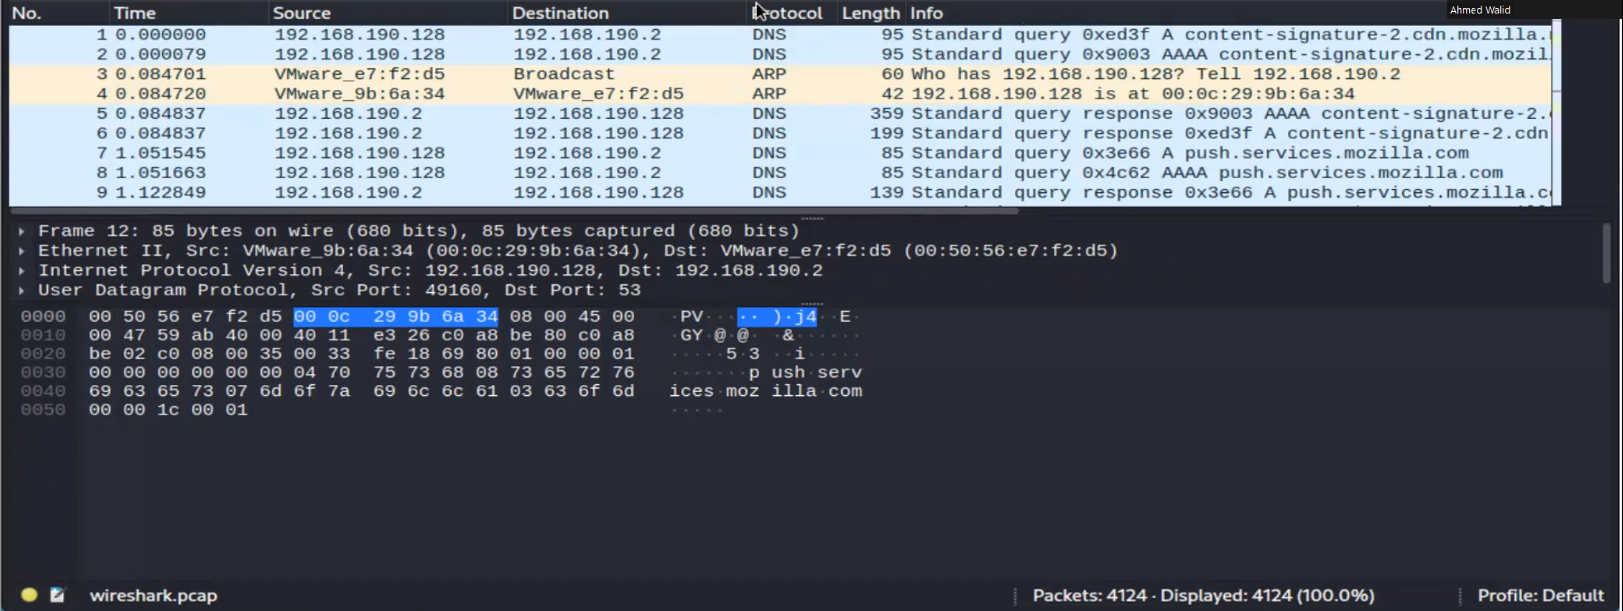 Ahmed Walid
No. Time Source Destination Protocol Length Info
1 0.000000 192.168.190.128 192.168.190.2 DNS 95 Standard query 0xed3f A content-signature-2.cdn.mozilla.
2 0.000079 192.168.190.128 192.168.190.2 DNS 95 Standard query 0x9003 AAAA content-signature-2.cdn.mozil
3 0.084701 VMware_e7:f2:d5 Broadcast ARP 60 Who has 192.168.190.128? Tell 192.168.190.2
4 0.084720 VMware_9b:6a:34 VMware_e7:f2:d5 ARP 42 192.168.190.128 is at 00:0c:29:9b:6a:34
5 0.084837 192.168.190.2 192.168.190.128 DNS 359 Standard query response 0x9003 AAAA content-signature-2.
6 0.084837 192.168.190.2 192.168.190.128 DNS 199 Standard query response 0xed3f A content-signature-2.cdn
7 1.051545 192.168.190.128 192.168.190.2 DNS 85 Standard query 0x3e66 A push.services.mozilla.com
8 1.051663 192.168.190.128 192.168.190.2 DNS 85 Standard query 0x4c62 AAAA push.services.mozilla.com
9 1.122849 192.168.190.2 192.168.190.128 DNS 139 Standard query response 0x3e66 A push.services.mozilla.c
Frame 12: 85 bytes on wire (680 bits), 85 bytes captured (680 bits)
Ethernet II, Src: VMware_9b:6a:34 (00:0c:29:9b:6a:34), Dst: VMware_e7:f2:d5 (00:50:56:e7:f2:d5)
Internet Protocol Version 4, Src: 192.168.190.128, Dst: 192.168.190.2
User Datagram Protocol, Src Port: 49160, Dst Port: 53
0000 00 50 56 e7 f2 d5 00 0c 29 9b 6a 34 08 00 45 00 ·PV··· ··)·j4··E·
0010 00 47 59 ab 40 00 40 11 e3 26 c0 a8 be 80 c0 a8 ·GY·@·@· ·&······
0020 be 02 c0 08 00 35 00 33 fe 18 69 80 01 00 00 01 ·····5·3 ··i·····
0030 00 00 00 00 00 00 04 70 75 73 68 08 73 65 72 76 ·······p ush·serv
0040 69 63 65 73 07 6d 6f 7a 69 6c 6c 61 03 63 6f 6d ices·moz illa·com
0050 00 00 1c 00 01 ·····
wireshark.pcap Packets: 4124 · Displayed: 4124 (100.0%) Profile: Default